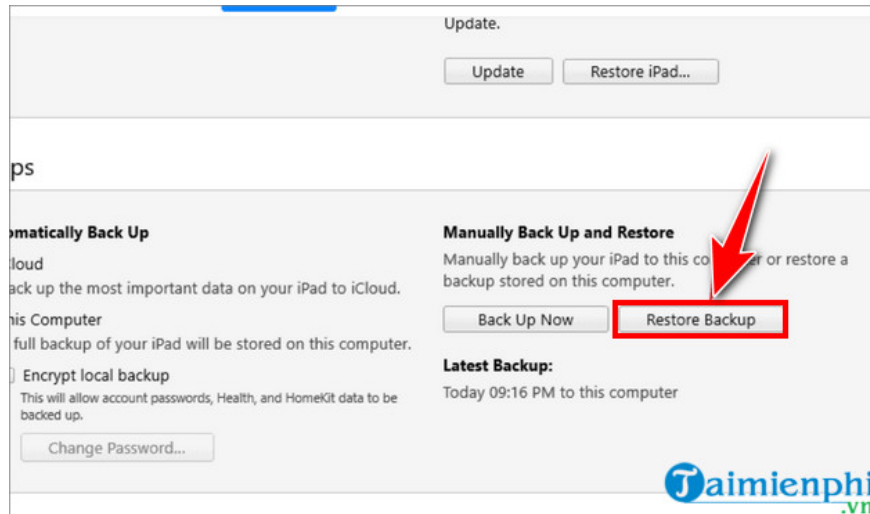 Update.
Update
Restore iPad...
ps
omatically Back Up
loud
ack up the most important data on your iPad to iCloud.
his Computer
full backup of your iPad will be stored on this computer.
Encrypt local backup
This will allow account passwords, Health, and HomeKit data to be
backed up.
Change Password...
Manually Back Up and Restore
Manually back up your iPad to this co er or restore a
backup stored on this computer.
Back Up Now
Restore Backup
Latest Backup:
Today 09:16 PM to this computer
Taimienphi
.vn